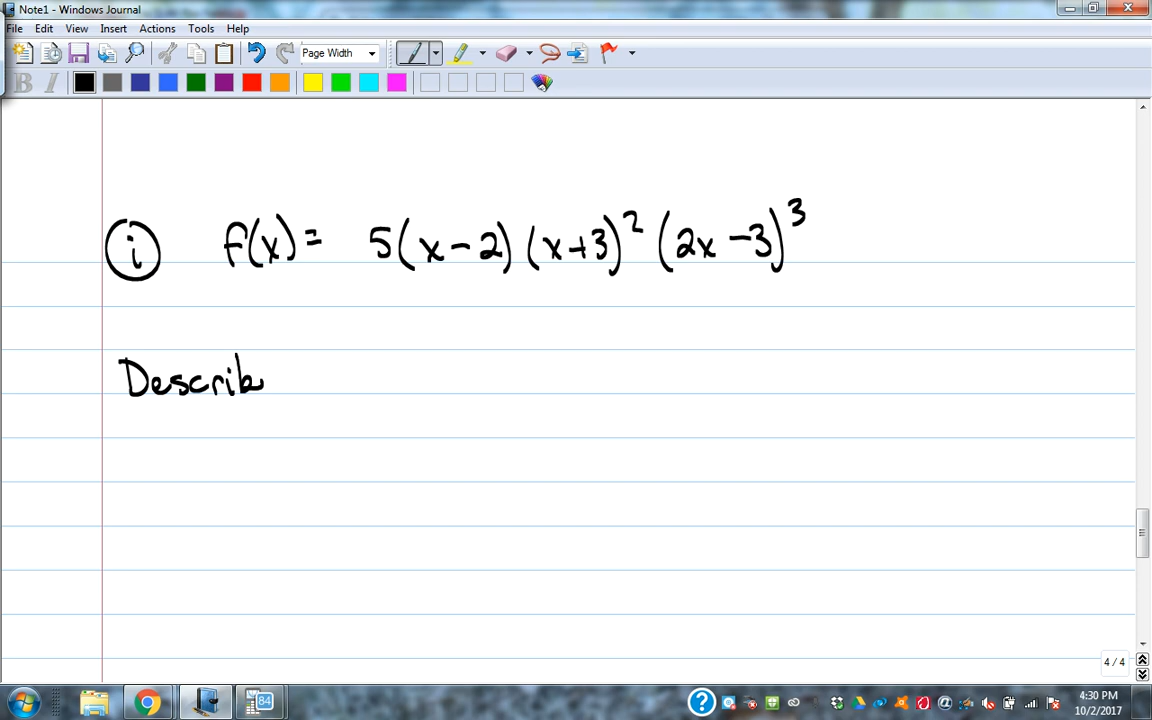 Note1 - Windows Journal
File Edit View Insert Actions Tools Help
Page Width
B I
i f(x) = 5(x-2)(x+3)² (2x-3)³
Describ
4 / 4
84
4:30 PM
10/2/2017